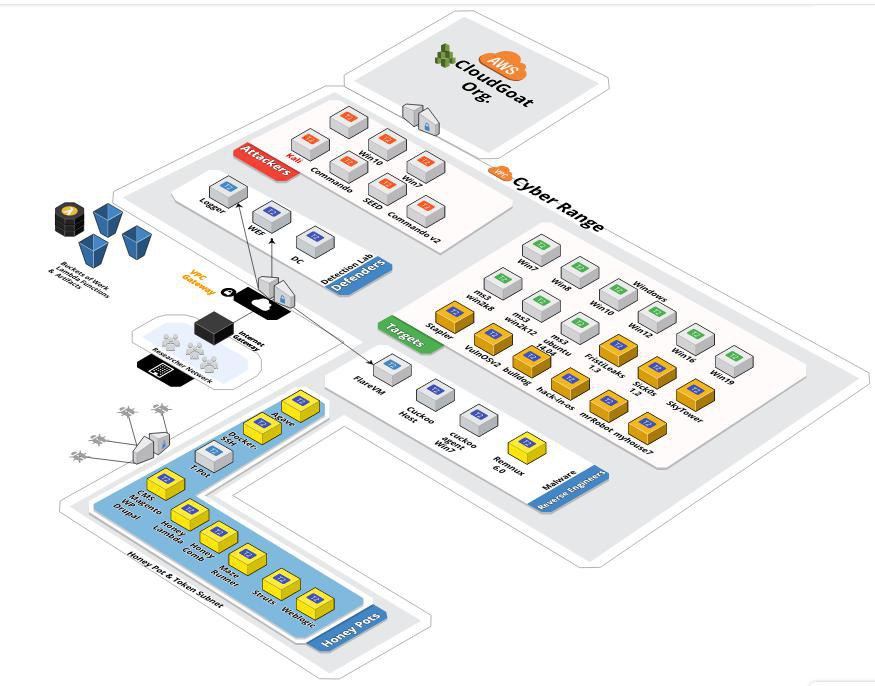 AWS
CloudGoat
Org.
VPC
Cyber Range
Attackers
Kali
Win10
Win7
Commando
SEED
Commando v2
Logger
WEF
DC
Detection Lab
Defenders
Buckets of Work
Lambda Functions
& Artifacts
VPC
Gateway
Internet
Gateway
Researcher Network
Targets
Win7
Win8
Windows
Win10
Win12
Win16
Win19
ms3
win2k8
ms3
win2k12
ms3
ubuntu
14.04
Stapler
VulnOSv2
bulldog
hack-in-os
FristiLeaks
1.3
Sick0s
1.2
SkyTower
mrRobot
myhouse7
FlareVM
Cuckoo
Host
cuckoo
agent
Win7
Remnux
6.0
Malware
Reverse Engineers
Agave
Docker
SSH
T-Pot
CMS
Magento
WP
Drupal
Honey
Lambda
Honey
Comb
Maze
Runner
Struts
Weblogic
Honey Pot & Token Subnet
Honey Pots